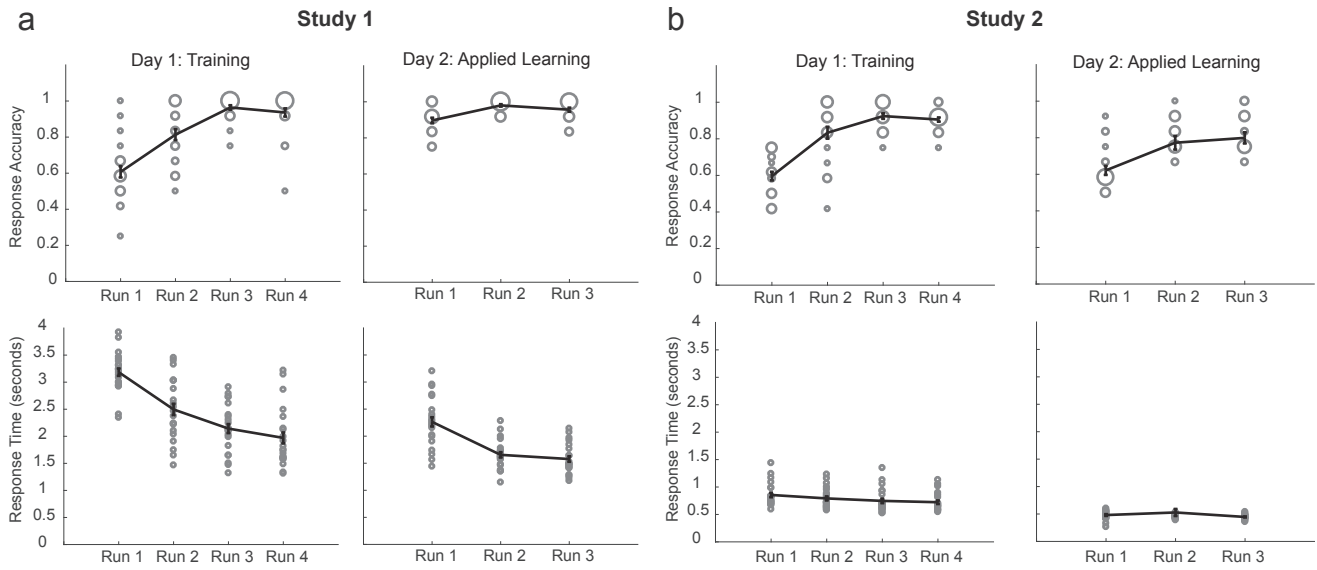 a
Study 1
b
Study 2
Day 1: Training
Day 2: Applied Learning
Day 1: Training
Day 2: Applied Learning
Response Accuracy
1
0.8
0.6
0.4
0.2
0
Run 1 Run 2 Run 3 Run 4
Run 1 Run 2 Run 3
Response Accuracy
1
0.8
0.6
0.4
0.2
0
Run 1 Run 2 Run 3 Run 4
Run 1 Run 2 Run 3
Response Time (seconds)
4
3.5
3
2.5
2
1.5
1
0.5
0
Run 1 Run 2 Run 3 Run 4
Run 1 Run 2 Run 3
Response Time (seconds)
4
3.5
3
2.5
2
1.5
1
0.5
0
Run 1 Run 2 Run 3 Run 4
Run 1 Run 2 Run 3